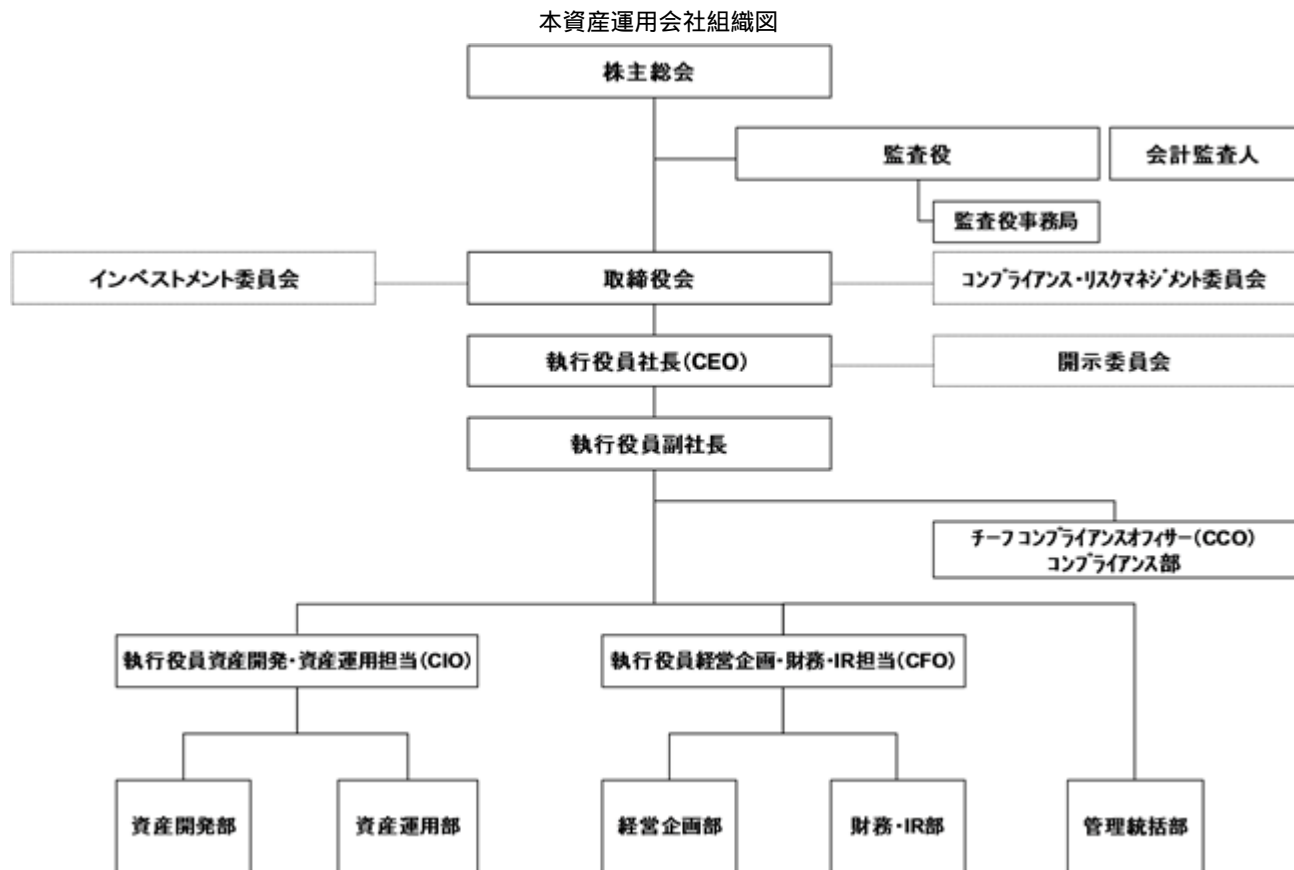 本資産運用会社組織図
株主総会
監査役
会計監査人
監査役事務局
インベストメント委員会
取締役会
コンプライアンス・リスクマネジメント委員会
執行役員社長(CEO)
開示委員会
執行役員副社長
チーフコンプライアンスオフィサー(CCO)
コンプライアンス部
執行役員資産開発・資産運用担当(CIO)
執行役員経営企画・財務・IR担当(CFO)
資産開発部
資産運用部
経営企画部
財務・IR部
管理統括部